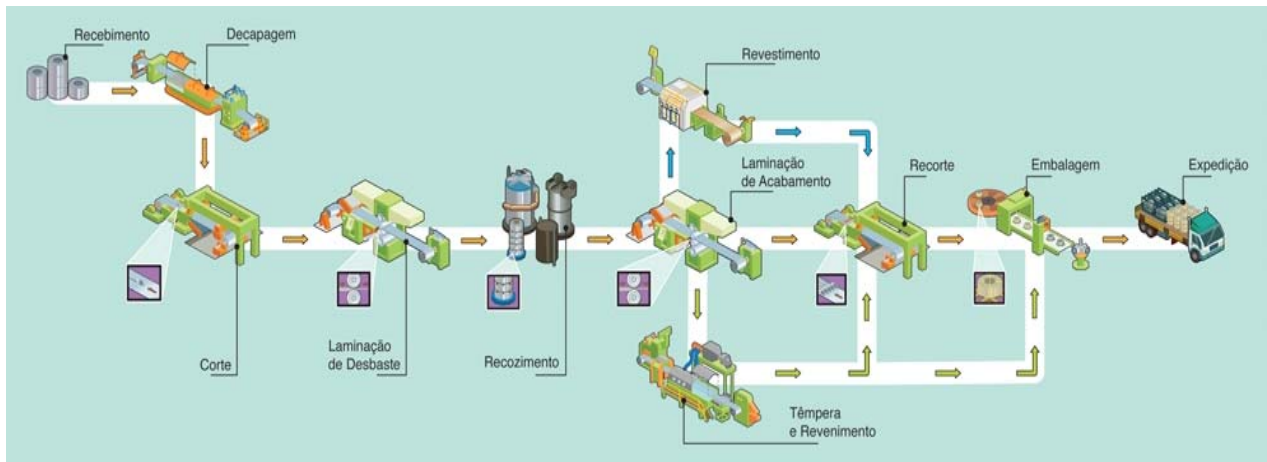 Recebimento
Decapagem
Revestimento
Laminação
de Acabamento
Recorte
Embalagem
Expedição
Corte
Laminação
de Desbaste
Recozimento
Têmpera
e Revenimento